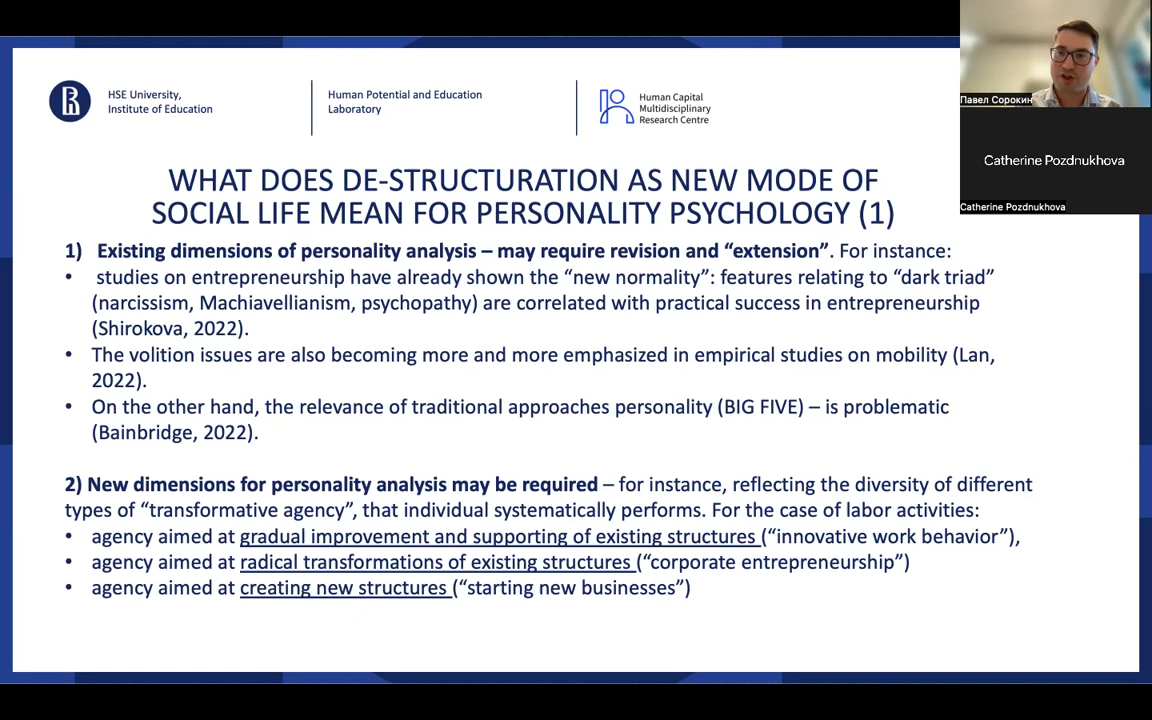 HSE University,
Institute of Education
Human Potential and Education
Laboratory
Human Capital
Multidisciplinary
Research Centre
Павел Сорокин
Catherine Pozdnukhova
Catherine Pozdnukhova
WHAT DOES DE-STRUCTURATION AS NEW MODE OF
SOCIAL LIFE MEAN FOR PERSONALITY PSYCHOLOGY (1)
1) Existing dimensions of personality analysis – may require revision and “extension”. For instance:
• studies on entrepreneurship have already shown the “new normality”: features relating to “dark triad”
(narcissism, Machiavellianism, psychopathy) are correlated with practical success in entrepreneurship
(Shirokova, 2022).
• The volition issues are also becoming more and more emphasized in empirical studies on mobility (Lan,
2022).
• On the other hand, the relevance of traditional approaches personality (BIG FIVE) – is problematic
(Bainbridge, 2022).
2) New dimensions for personality analysis may be required – for instance, reflecting the diversity of different
types of “transformative agency”, that individual systematically performs. For the case of labor activities:
• agency aimed at gradual improvement and supporting of existing structures (“innovative work behavior”),
• agency aimed at radical transformations of existing structures (“corporate entrepreneurship”)
• agency aimed at creating new structures (“starting new businesses”)